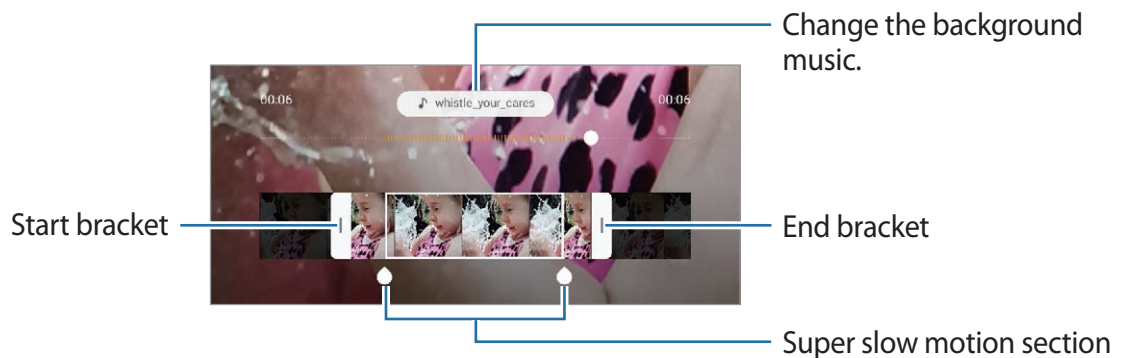 Change the background
music.
00:06
whistle_your_cares
00:06
Start bracket
End bracket
Super slow motion section